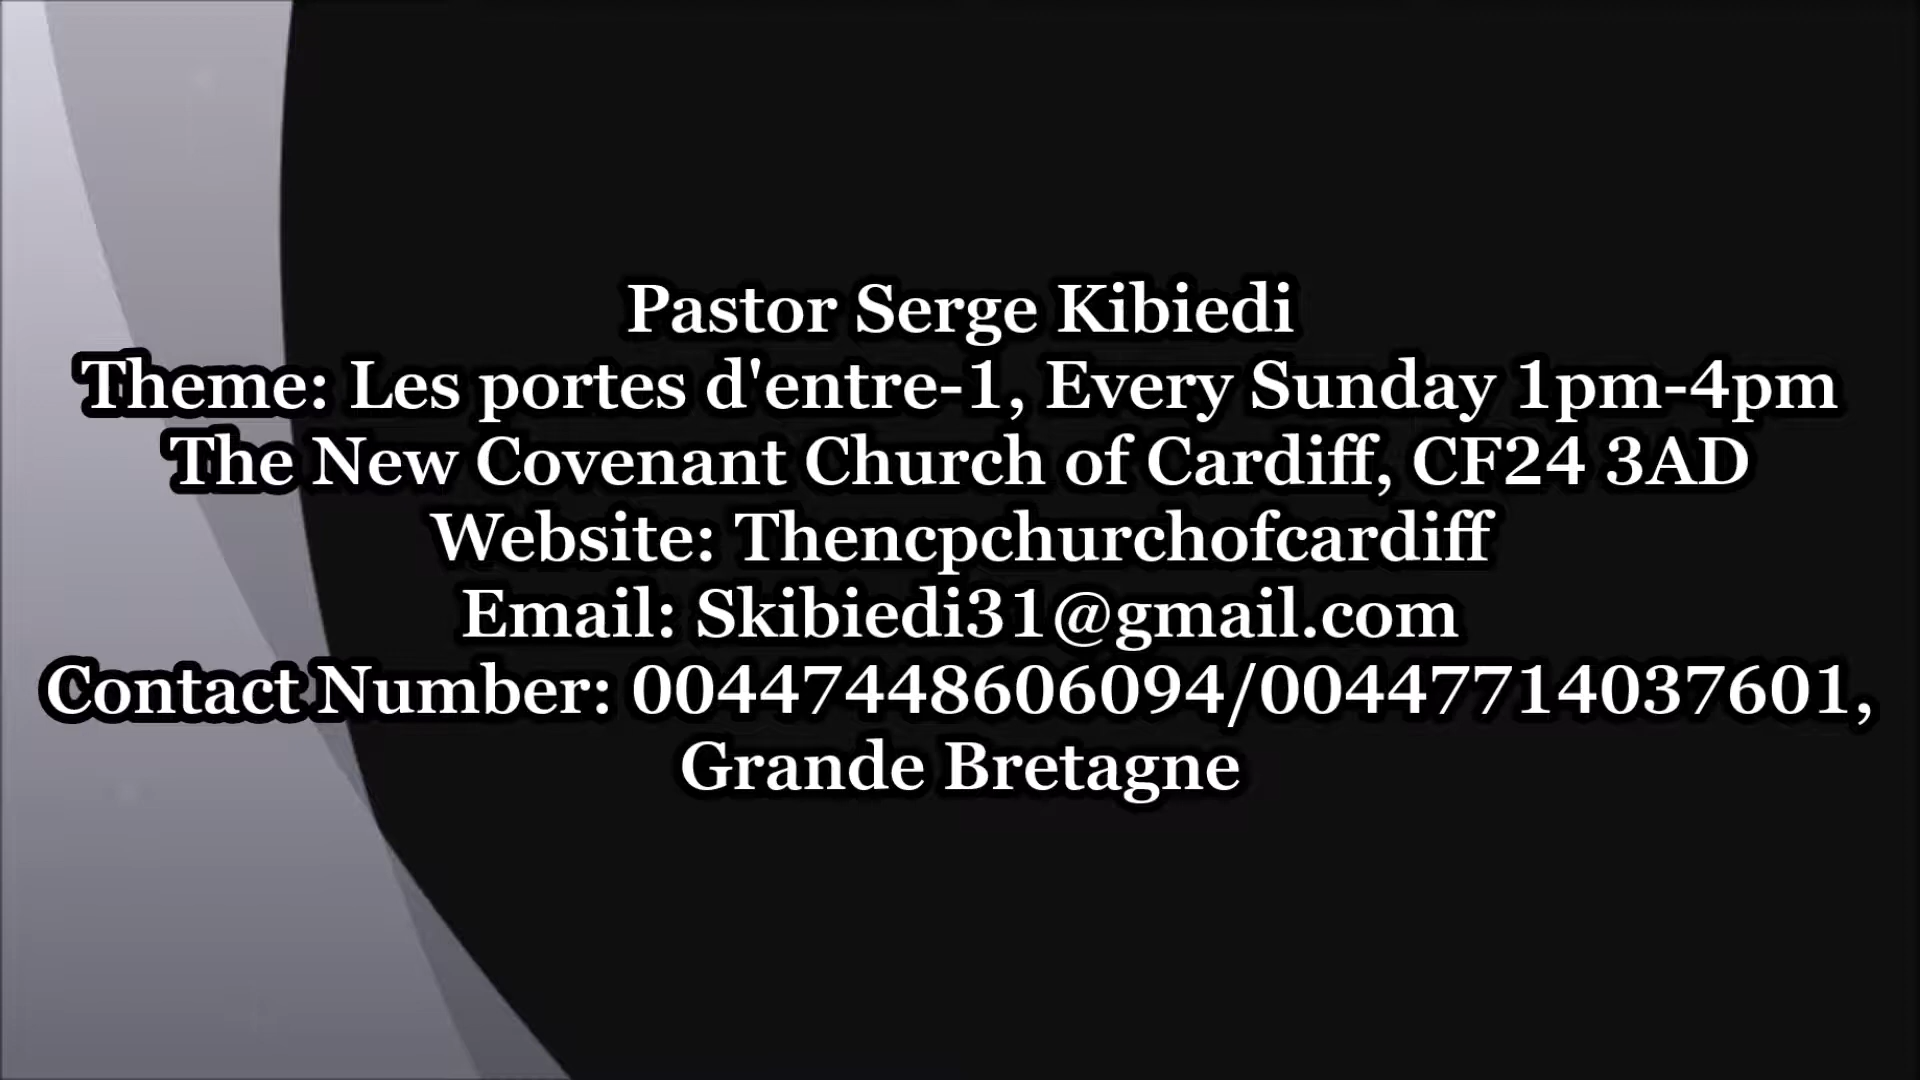 Pastor Serge Kibiedi
Theme: Les portes d'entre-1, Every Sunday 1pm-4pm
The New Covenant Church of Cardiff, CF24 3AD
Website: Thencpchurchofcardiff
Email: Skibiedi31@gmail.com
Contact Number: 00447448606094/00447714037601,
Grande Bretagne